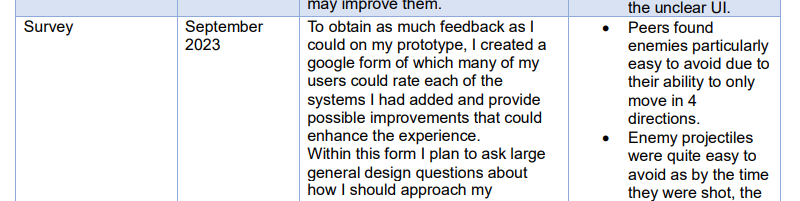 may improve them.
the unclear UI.
Survey
September
2023
To obtain as much feedback as I
could on my prototype, I created a
google form of which many of my
users could rate each of the
systems I had added and provide
possible improvements that could
enhance the experience.
Within this form I plan to ask large
general design questions about
how I should approach my
• Peers found
enemies particularly
easy to avoid due to
their ability to only
move in 4
directions.
• Enemy projectiles
were quite easy to
avoid as by the time
they were shot, the